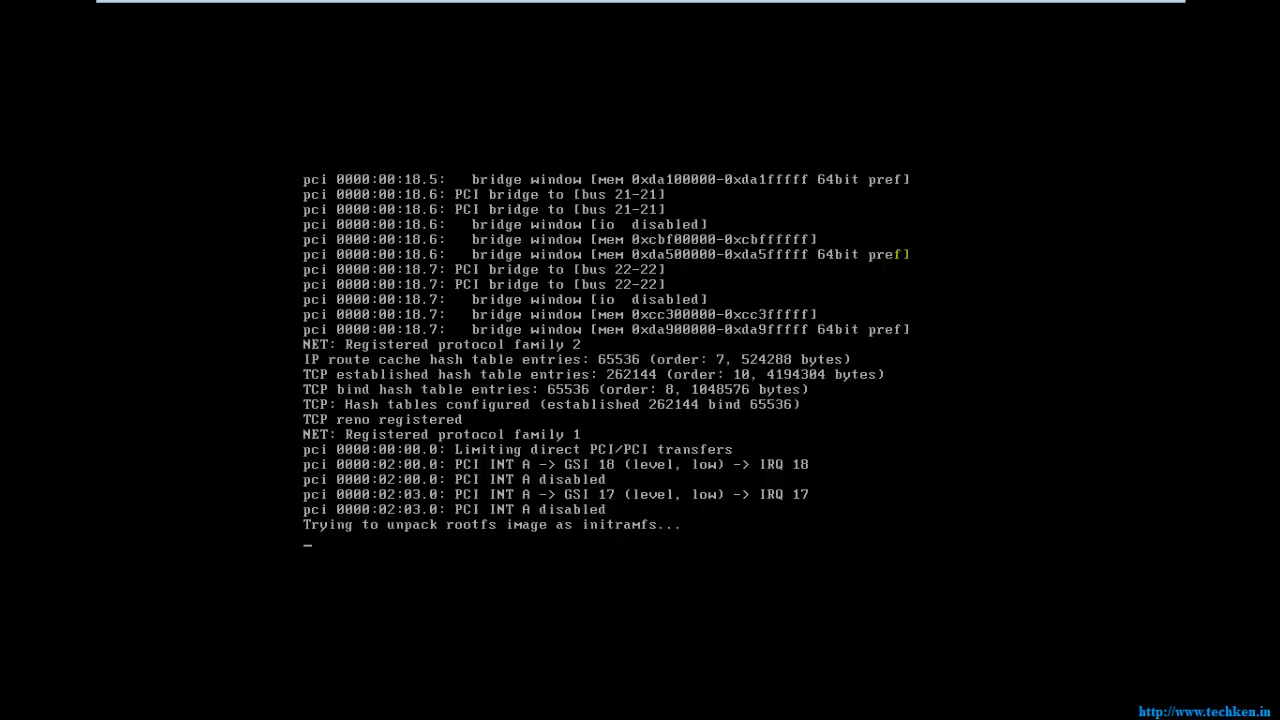 pci 0000:00:18.5:   bridge window [mem 0xda100000-0xda1fffff 64bit pref]
pci 0000:00:18.6: PCI bridge to [bus 21-21]
pci 0000:00:18.6: PCI bridge to [bus 21-21]
pci 0000:00:18.6:   bridge window [io  disabled]
pci 0000:00:18.6:   bridge window [mem 0xcbf00000-0xcbffffff]
pci 0000:00:18.6:   bridge window [mem 0xda500000-0xda5fffff 64bit pref]
pci 0000:00:18.7: PCI bridge to [bus 22-22]
pci 0000:00:18.7: PCI bridge to [bus 22-22]
pci 0000:00:18.7:   bridge window [io  disabled]
pci 0000:00:18.7:   bridge window [mem 0xcc300000-0xcc3fffff]
pci 0000:00:18.7:   bridge window [mem 0xda900000-0xda9fffff 64bit pref]
NET: Registered protocol family 2
IP route cache hash table entries: 65536 (order: 7, 524288 bytes)
TCP established hash table entries: 262144 (order: 10, 4194304 bytes)
TCP bind hash table entries: 65536 (order: 8, 1048576 bytes)
TCP: Hash tables configured (established 262144 bind 65536)
TCP reno registered
NET: Registered protocol family 1
pci 0000:00:00.0: Limiting direct PCI/PCI transfers
pci 0000:02:00.0: PCI INT A -> GSI 18 (level, low) -> IRQ 18
pci 0000:02:00.0: PCI INT A disabled
pci 0000:02:03.0: PCI INT A -> GSI 17 (level, low) -> IRQ 17
pci 0000:02:03.0: PCI INT A disabled
Trying to unpack rootfs image as initramfs...
http://www.techken.in